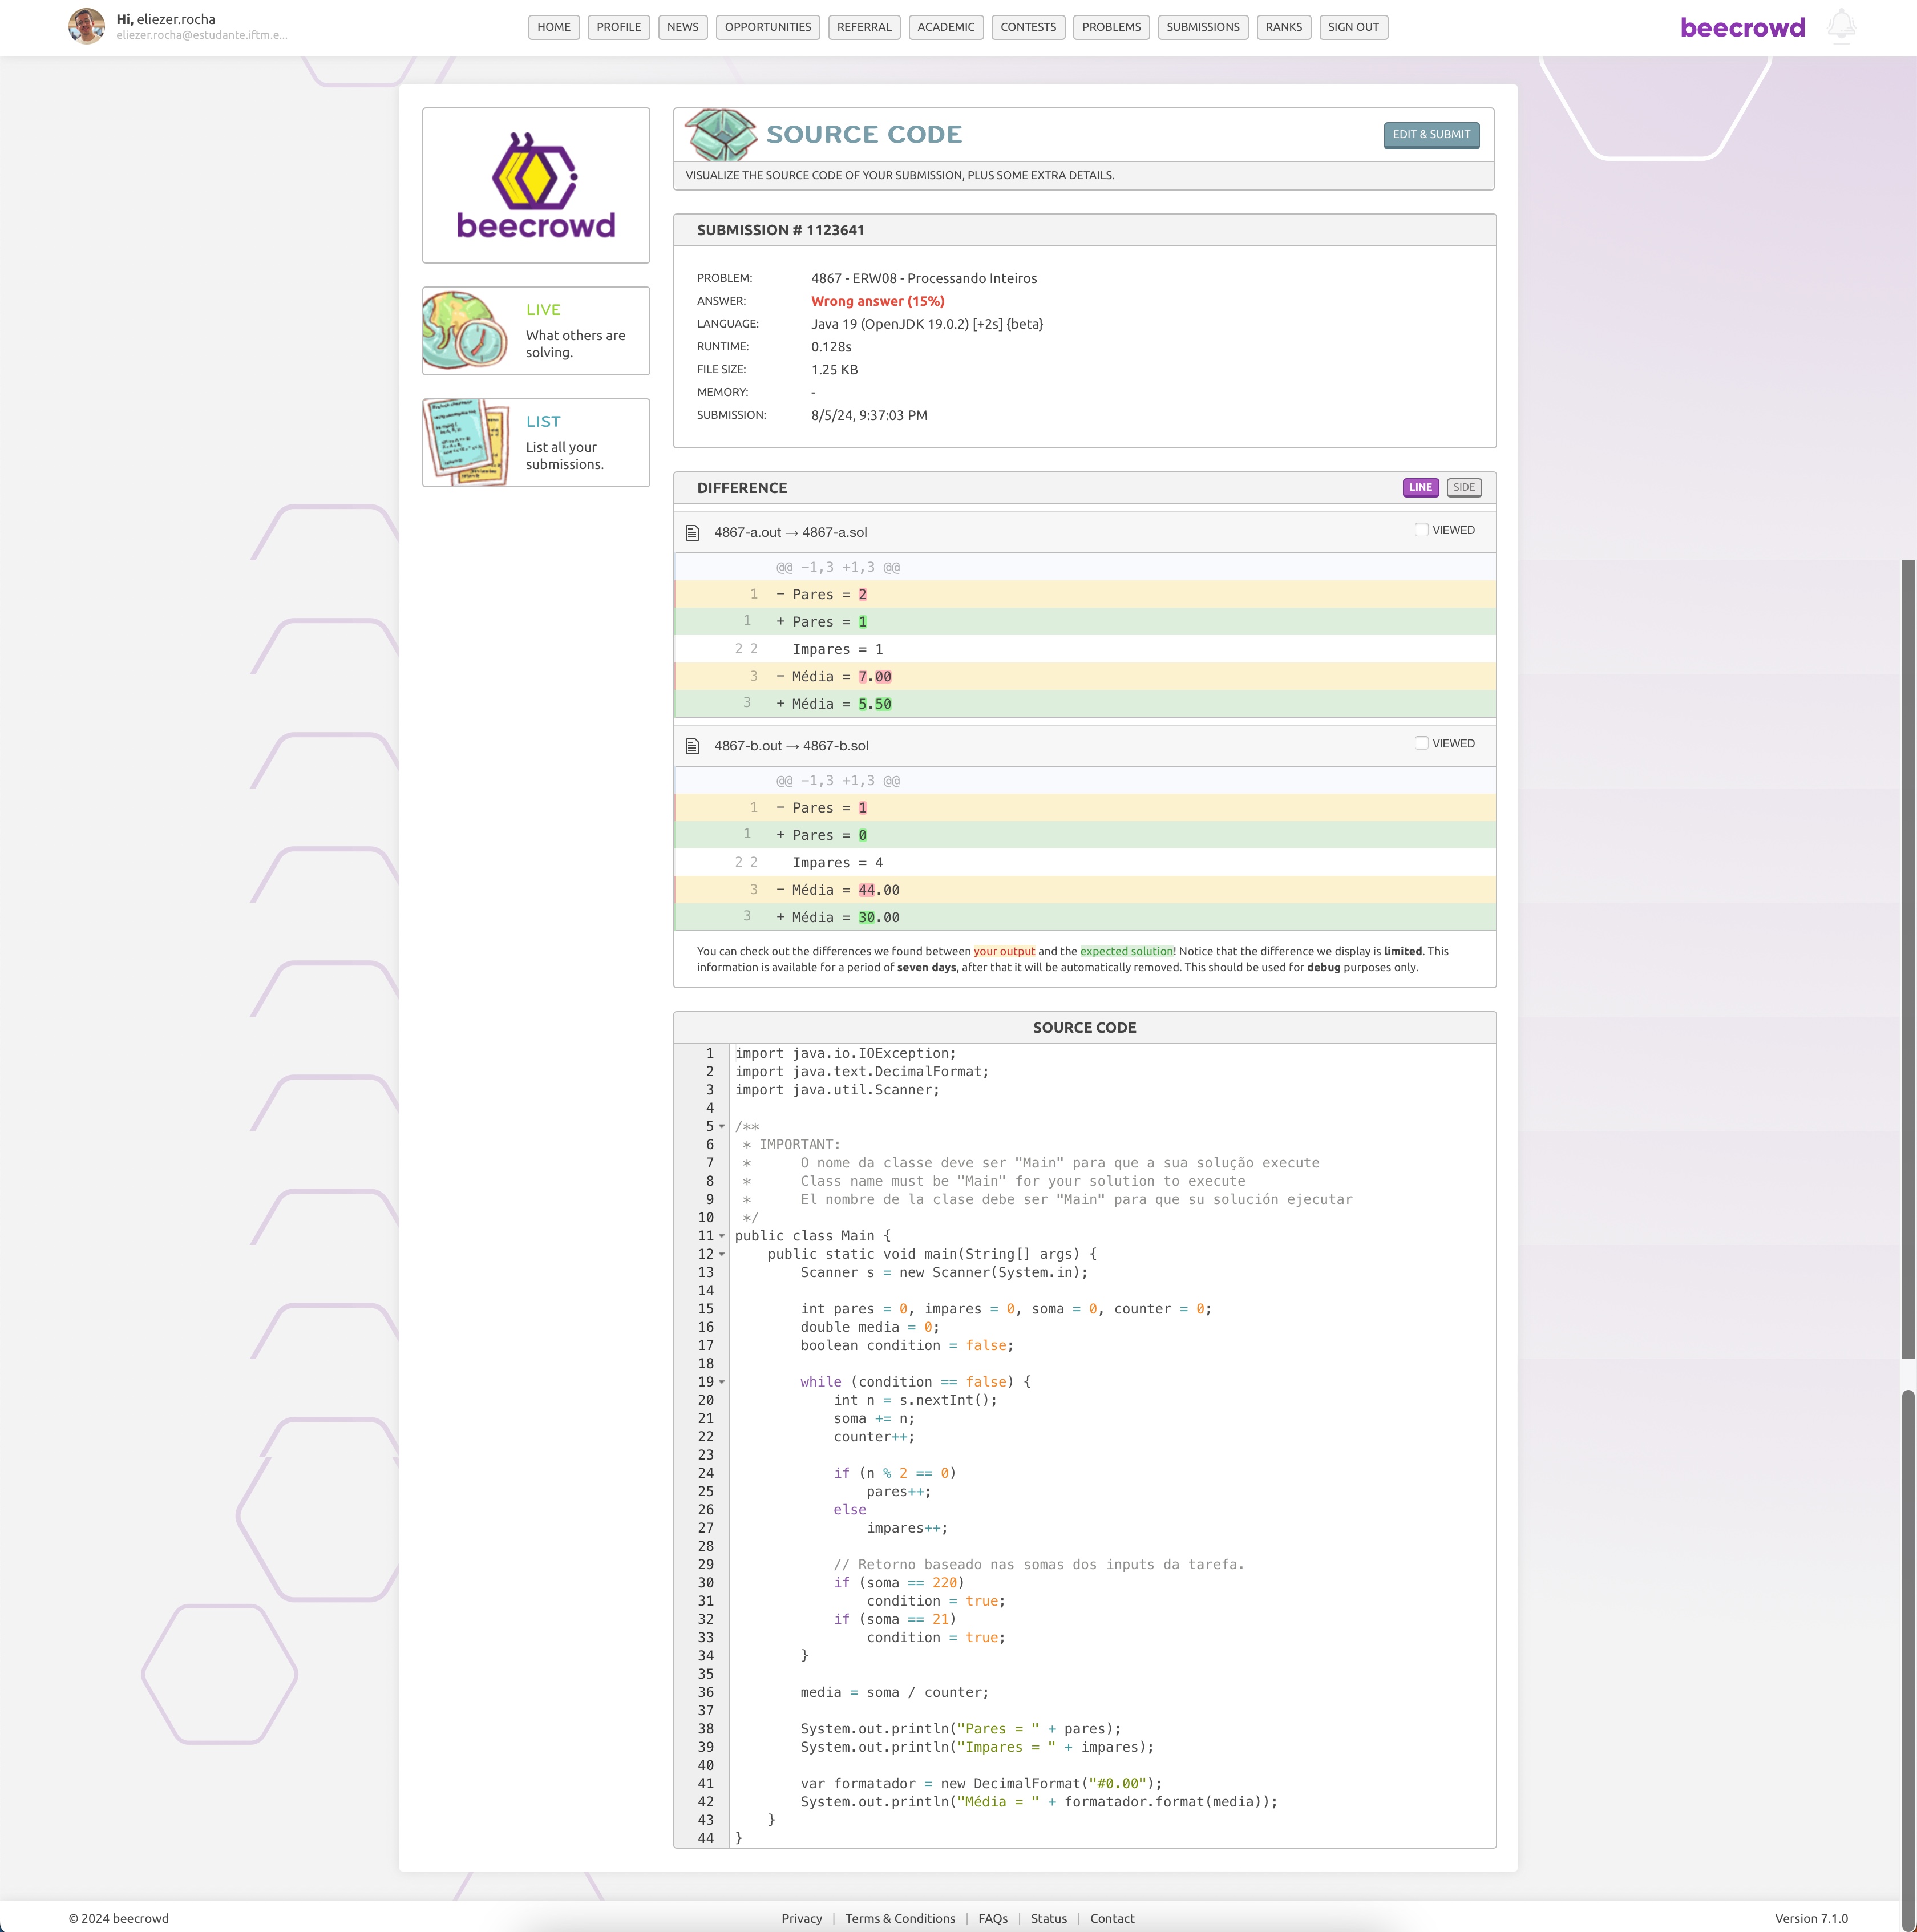 Hi, eliezer.rocha
eliezer.rocha@estudante.iftm.e...
HOME
PROFILE
NEWS
OPPORTUNITIES
REFERRAL
ACADEMIC
CONTESTS
PROBLEMS
SUBMISSIONS
RANKS
SIGN OUT
beecrowd
beecrowd
LIVE
What others are
solving.
LIST
List all your
submissions.
SOURCE CODE
EDIT & SUBMIT
VISUALIZE THE SOURCE CODE OF YOUR SUBMISSION, PLUS SOME EXTRA DETAILS.
SUBMISSION # 1123641
PROBLEM: 4867 - ERW08 - Processando Inteiros
ANSWER: Wrong answer (15%)
LANGUAGE: Java 19 (OpenJDK 19.0.2) [+2s] {beta}
RUNTIME: 0.128s
FILE SIZE: 1.25 KB
MEMORY: -
SUBMISSION: 8/5/24, 9:37:03 PM
DIFFERENCE
LINE
SIDE
4867-a.out → 4867-a.sol
VIEWED
@@ -1,3 +1,3 @@
1 - Pares = 2
1 + Pares = 1
2 2 Impares = 1
3 - Média = 7.00
3 + Média = 5.50
4867-b.out → 4867-b.sol
VIEWED
@@ -1,3 +1,3 @@
1 - Pares = 1
1 + Pares = 0
2 2 Impares = 4
3 - Média = 44.00
3 + Média = 30.00
You can check out the differences we found between your output and the expected solution! Notice that the difference we display is limited. This
information is available for a period of seven days, after that it will be automatically removed. This should be used for debug purposes only.
SOURCE CODE
1 import java.io.IOException;
2 import java.text.DecimalFormat;
3 import java.util.Scanner;
4
5 /**
6  * IMPORTANT:
7  *      O nome da classe deve ser "Main" para que a sua solução execute
8  *      Class name must be "Main" for your solution to execute
9  *      El nombre de la clase debe ser "Main" para que su solución ejecutar
10  */
11 public class Main {
12     public static void main(String[] args) {
13         Scanner s = new Scanner(System.in);
14
15         int pares = 0, impares = 0, soma = 0, counter = 0;
16         double media = 0;
17         boolean condition = false;
18
19         while (condition == false) {
20             int n = s.nextInt();
21             soma += n;
22             counter++;
23
24             if (n % 2 == 0)
25                 pares++;
26             else
27                 impares++;
28
29             // Retorno baseado nas somas dos inputs da tarefa.
30             if (soma == 220)
31                 condition = true;
32             if (soma == 21)
33                 condition = true;
34         }
35
36         media = soma / counter;
37
38         System.out.println("Pares = " + pares);
39         System.out.println("Impares = " + impares);
40
41         var formatador = new DecimalFormat("#0.00");
42         System.out.println("Média = " + formatador.format(media));
43     }
44 }
© 2024 beecrowd
Privacy | Terms & Conditions | FAQs | Status | Contact
Version 7.1.0